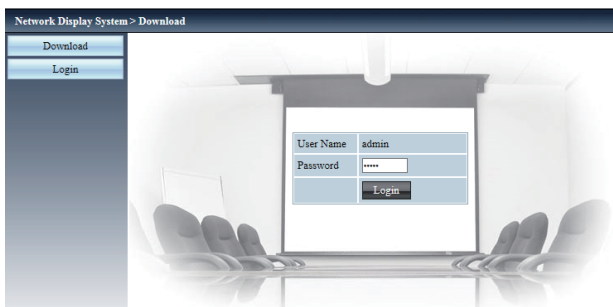 Network Display System > Download
Download
Login
User Name admin
Password •••••
Login